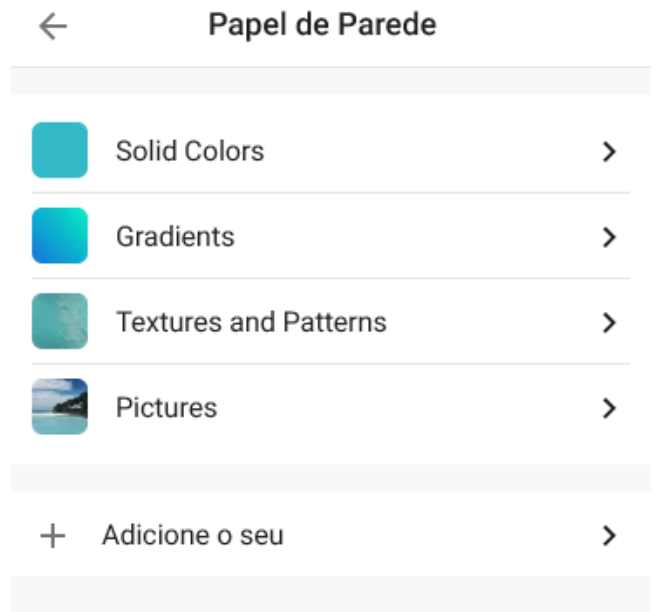 Papel de Parede
Solid Colors
Gradients
Textures and Patterns
Pictures
Adicione o seu